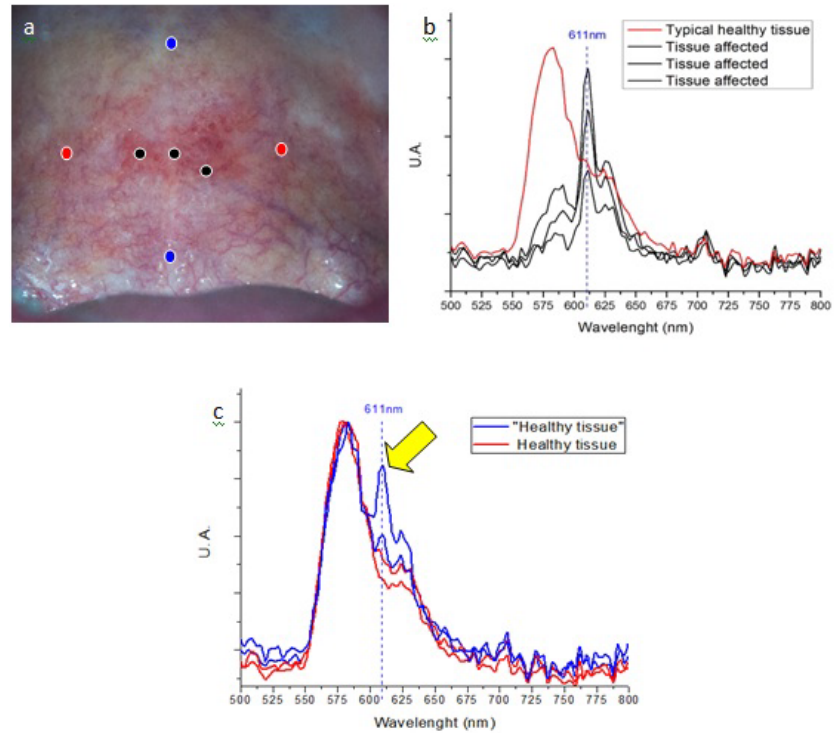 a
b
611nm
Typical healthy tissue
Tissue affected
Tissue affected
Tissue affected
U.A.
500 525 550 575 600 625 650 675 700 725 750 775 800
Wavelenght (nm)
c
611nm
"Healthy tissue"
Healthy tissue
U. A.
500 525 550 575 600 625 650 675 700 725 750 775 800
Wavelenght (nm)